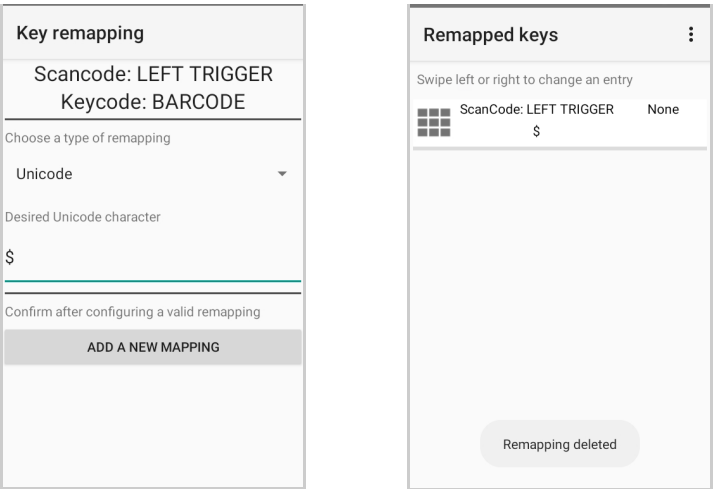 Key remapping
Scancode: LEFT TRIGGER
Keycode: BARCODE
Choose a type of remapping
Unicode
Desired Unicode character
$
Confirm after configuring a valid remapping
ADD A NEW MAPPING
Remapped keys
Swipe left or right to change an entry
ScanCode: LEFT TRIGGER None
$
Remapping deleted